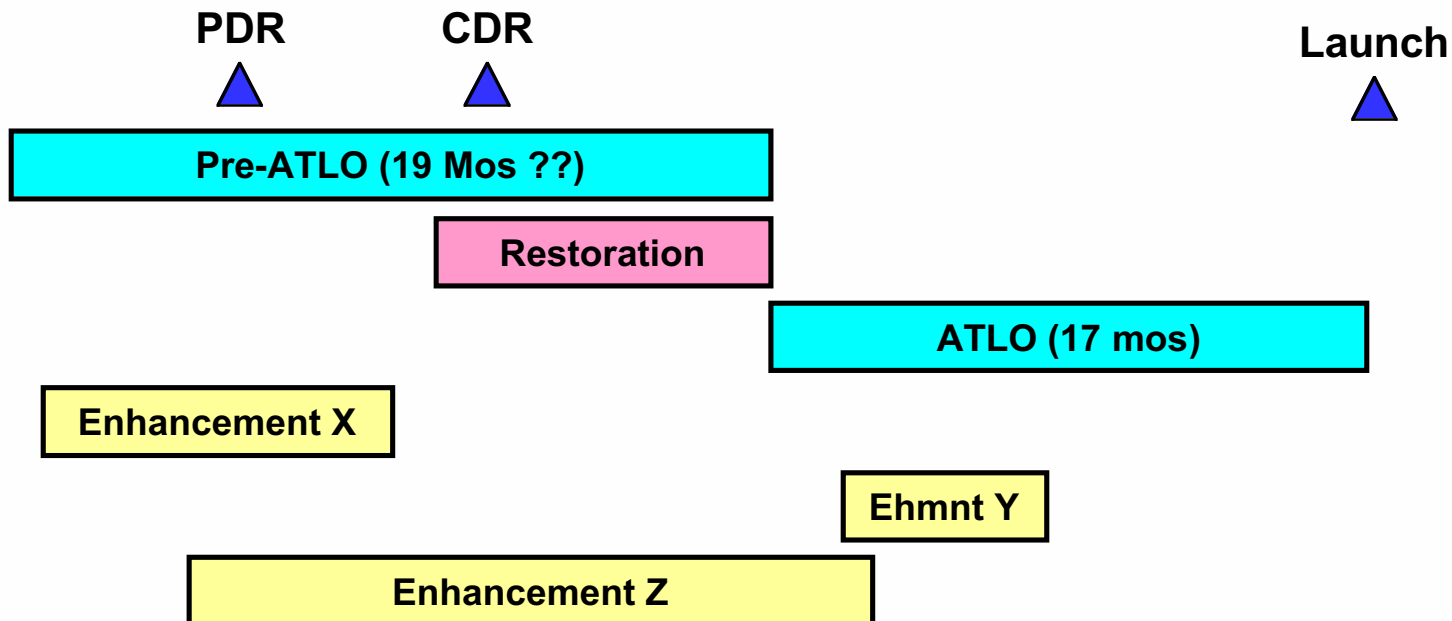 PDR
CDR
Launch
Pre-ATLO (19 Mos ??)
Restoration
ATLO (17 mos)
Enhancement X
Ehmnt Y
Enhancement Z